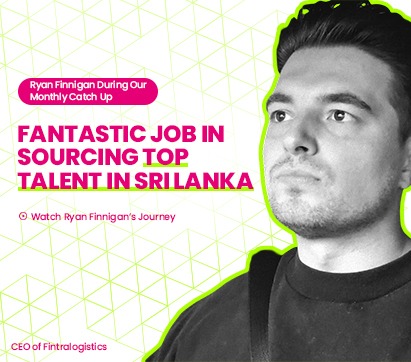 Ryan Finnigan During Our
Monthly Catch Up
FANTASTIC JOB IN
SOURCING TOP
TALENT IN SRI LANKA
Watch Ryan Finnigan's Journey
CEO of Fintralogistics